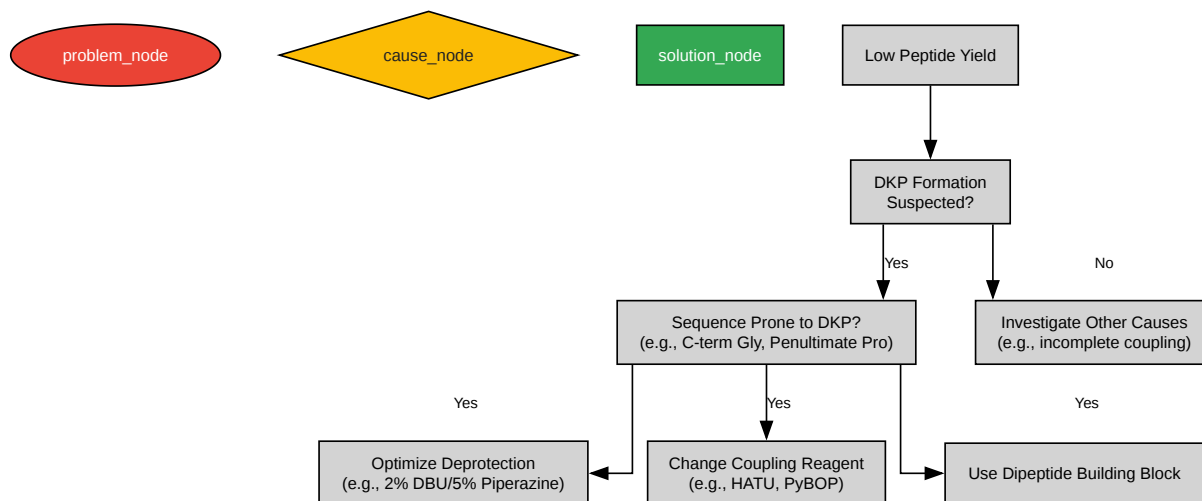 problem_node
cause_node
solution_node
Low Peptide Yield
DKP Formation
Suspected?
Yes
No
Sequence Prone to DKP?
(e.g., C-term Gly, Penultimate Pro)
Investigate Other Causes
(e.g., incomplete coupling)
Yes
Yes
Yes
Optimize Deprotection
(e.g., 2% DBU/5% Piperazine)
Change Coupling Reagent
(e.g., HATU, PyBOP)
Use Dipeptide Building Block